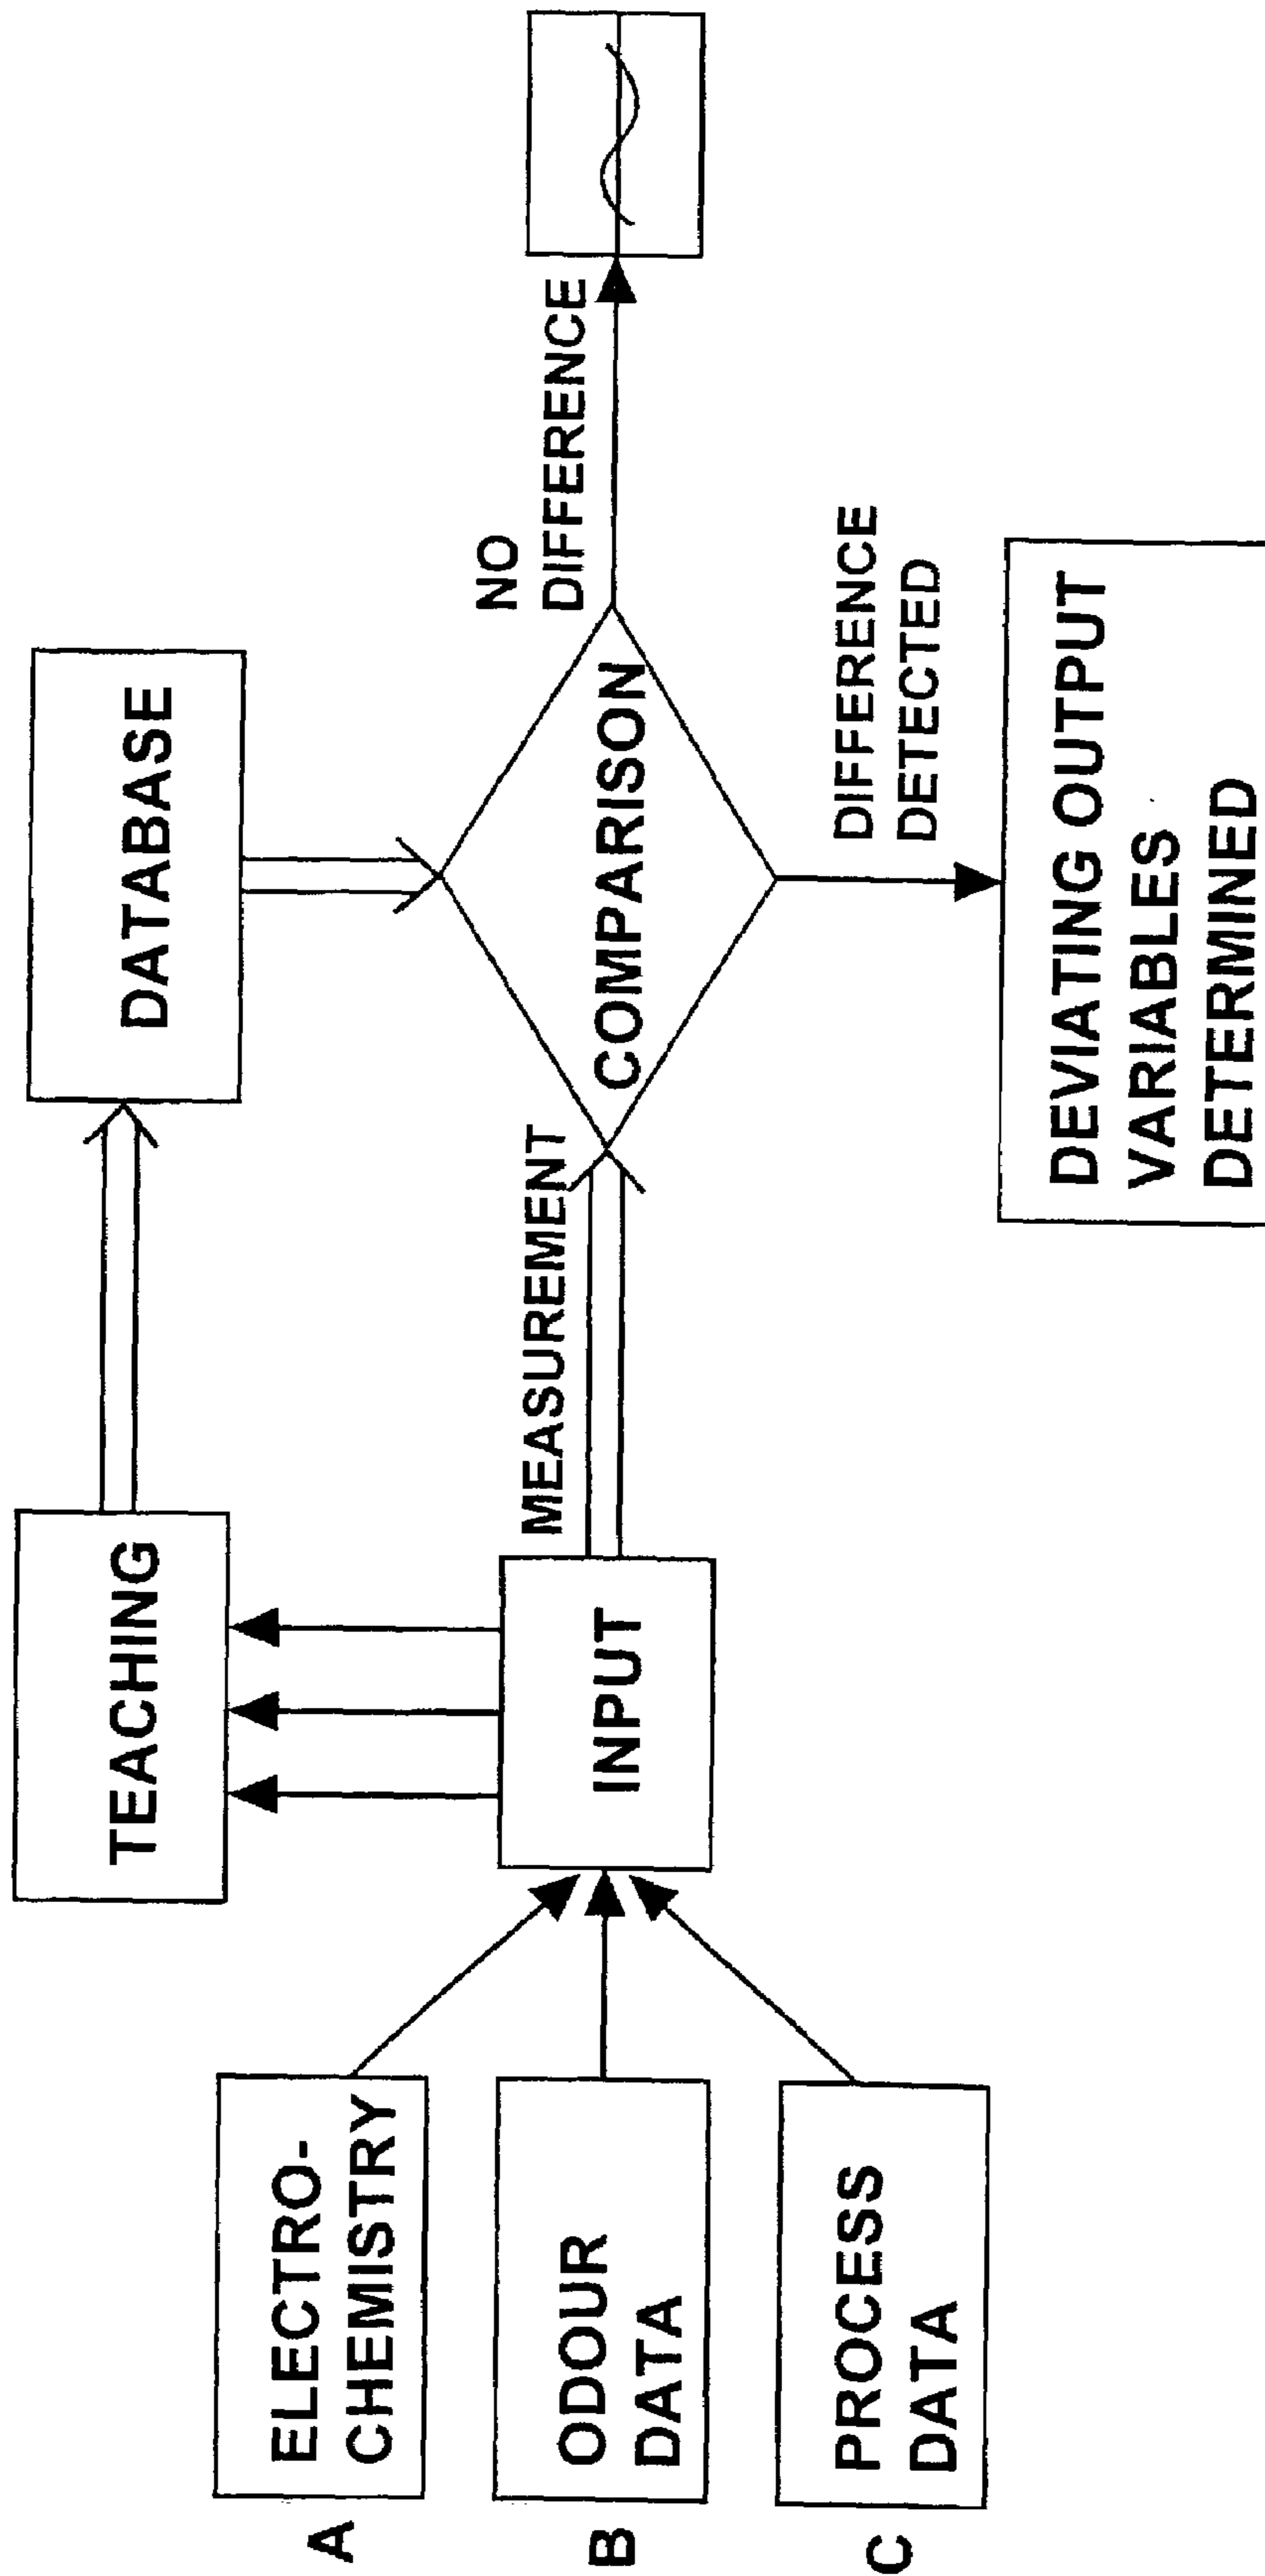 A
ELECTRO-
CHEMISTRY
B
ODOUR
DATA
C
PROCESS
DATA
INPUT
TEACHING
MEASUREMENT
DATABASE
COMPARISON
NO
DIFFERENCE
DIFFERENCE
DETECTED
DEVIATING OUTPUT
VARIABLES
DETERMINED